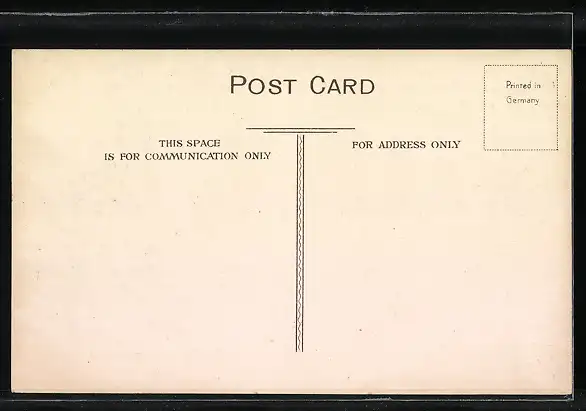 POST CARD
Printed in
Germany
THIS SPACE
IS FOR COMMUNICATION ONLY
FOR ADDRESS ONLY